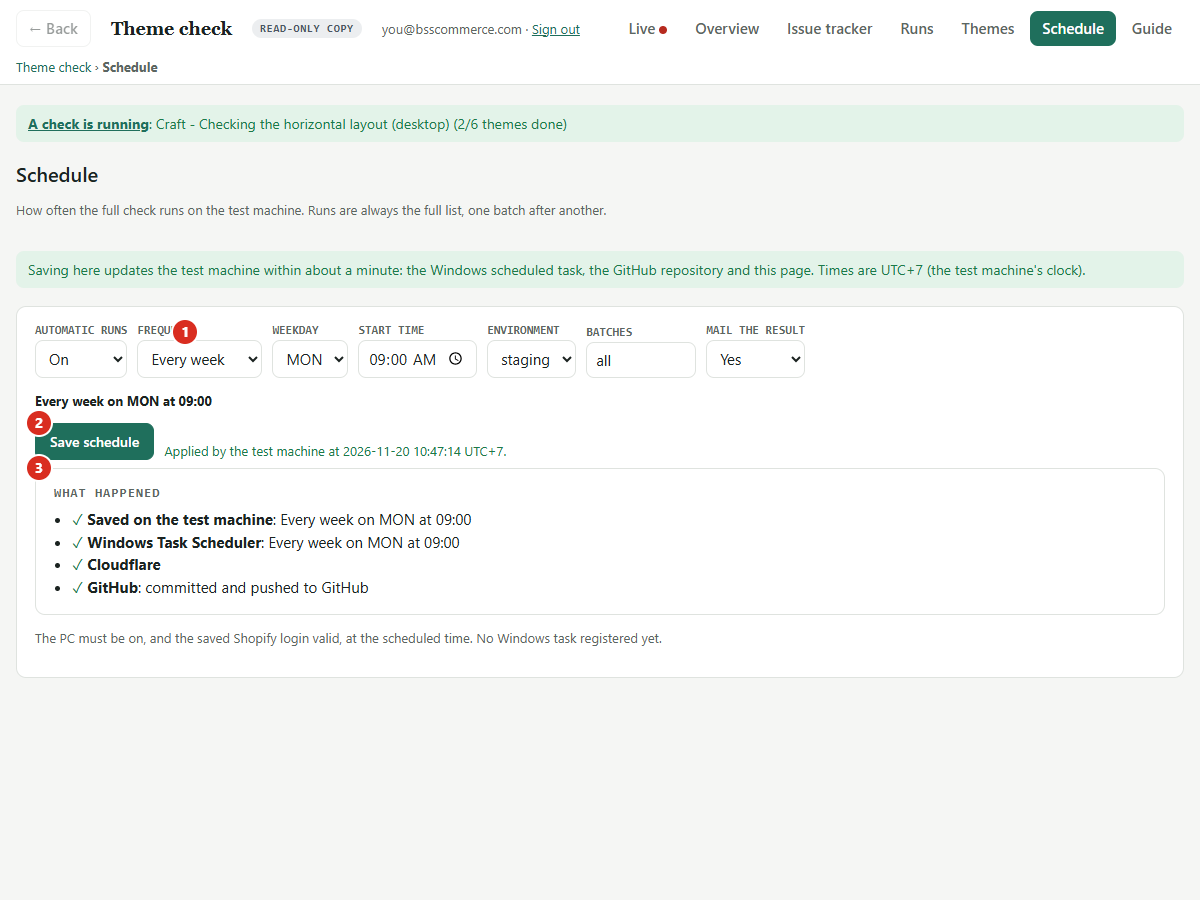 ← Back Theme check READ-ONLY COPY you@bsscommerce.com · Sign out Live Overview Issue tracker Runs Themes Schedule Guide
Theme check › Schedule
A check is running: Craft - Checking the horizontal layout (desktop) (2/6 themes done)
Schedule
How often the full check runs on the test machine. Runs are always the full list, one batch after another.
Saving here updates the test machine within about a minute: the Windows scheduled task, the GitHub repository and this page. Times are UTC+7 (the test machine's clock).
AUTOMATIC RUNS FREQU 1 WEEKDAY START TIME ENVIRONMENT BATCHES MAIL THE RESULT
On Every week MON 09:00 AM staging all Yes
Every week on MON at 09:00
2
Save schedule Applied by the test machine at 2026-11-20 10:47:14 UTC+7.
3
WHAT HAPPENED
• ✓ Saved on the test machine: Every week on MON at 09:00
• ✓ Windows Task Scheduler: Every week on MON at 09:00
• ✓ Cloudflare
• ✓ GitHub: committed and pushed to GitHub
The PC must be on, and the saved Shopify login valid, at the scheduled time. No Windows task registered yet.